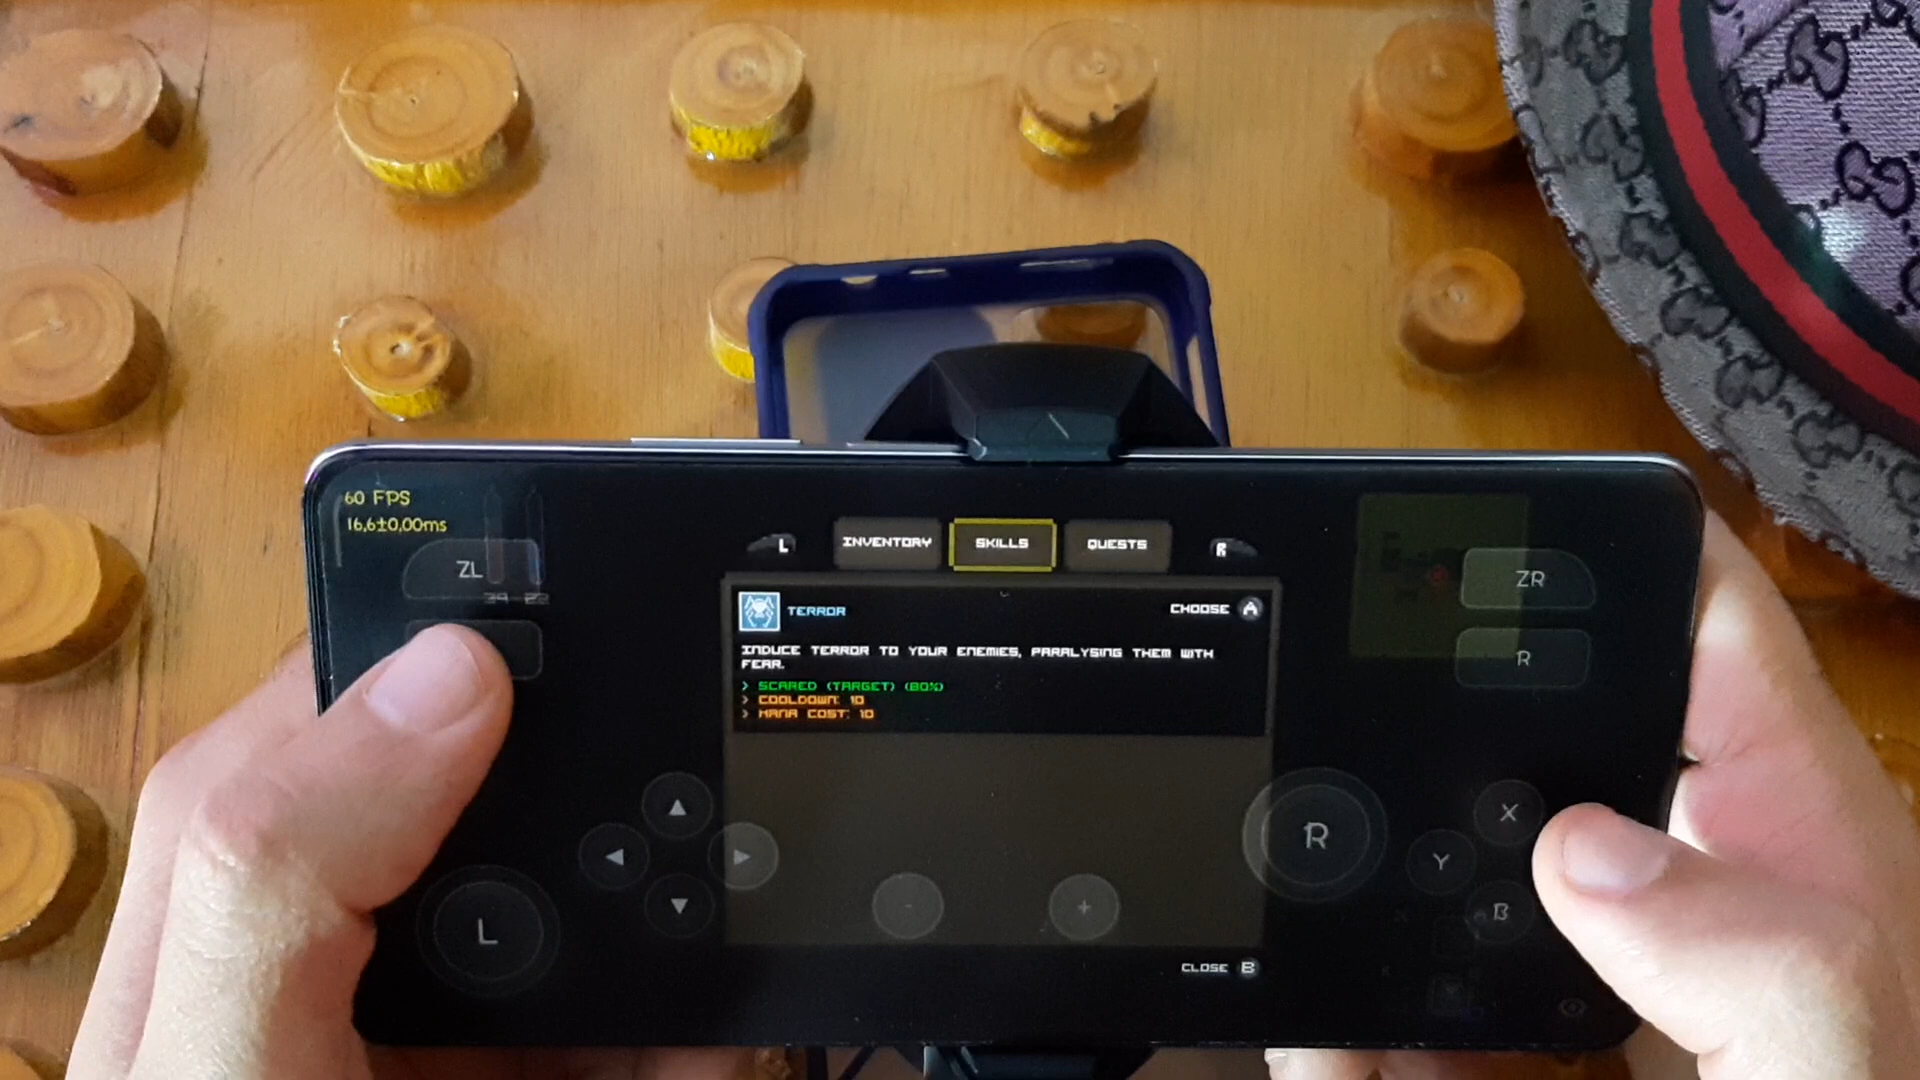 60 FPS
16,6±0,00ms
ZL
L
INVENTORY
SKILLS
QUESTS
R
ZR
R
TERROR
CHOOSE A
INDUCE TERROR TO YOUR ENEMIES, PARALYSING THEM WITH
FEAR.
> SCARED (TARGET) (80%)
> COOLDOWN: 10
> MANA COST: 10
X
R
Y
B
L
-
+
CLOSE B